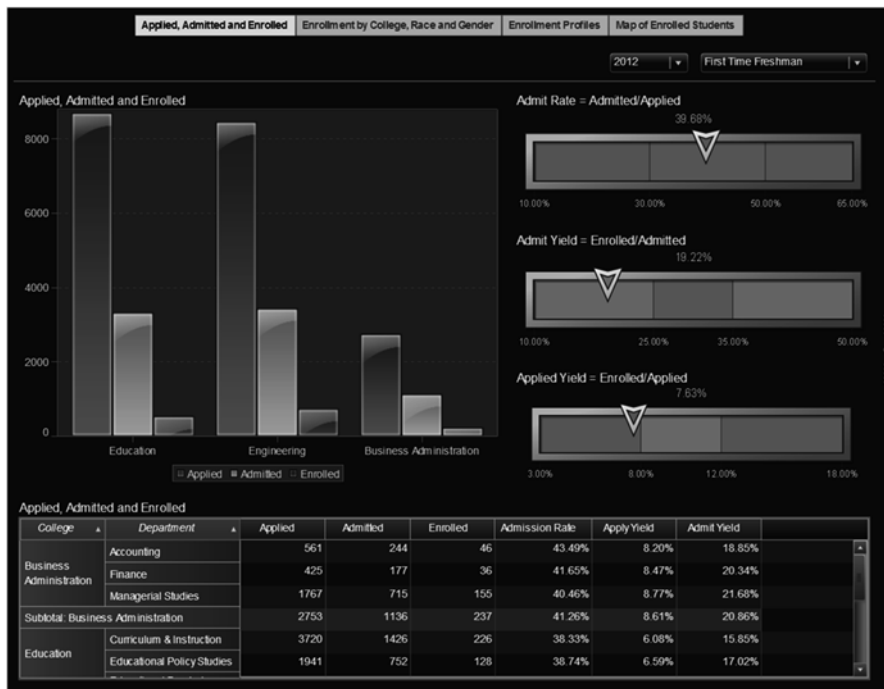 Applied, Admitted and Enrolled Enrollment by College, Race and Gender Enrollment Profiles Map of Enrolled Students
2012 First Time Freshman
Applied, Admitted and Enrolled
8000
6000
4000
2000
0
Education Engineering Business Administration
Applied Admitted Enrolled
Admit Rate = Admitted/Applied
39.68%
10.00% 30.00% 50.00% 65.00%
Admit Yield = Enrolled/Admitted
19.22%
10.00% 25.00% 35.00% 50.00%
Applied Yield = Enrolled/Applied
7.63%
3.00% 8.00% 12.00% 18.00%
Applied, Admitted and Enrolled
College Department Applied Admitted Enrolled Admission Rate Apply Yield Admit Yield
Business Administration Accounting 561 244 46 43.49% 8.20% 18.85%
Finance 425 177 36 41.65% 8.47% 20.34%
Managerial Studies 1767 715 155 40.46% 8.77% 21.68%
Subtotal: Business Administration 2753 1136 237 41.26% 8.61% 20.86%
Education Curriculum & Instruction 3720 1426 226 38.33% 6.08% 15.85%
Educational Policy Studies 1941 752 128 38.74% 6.59% 17.02%